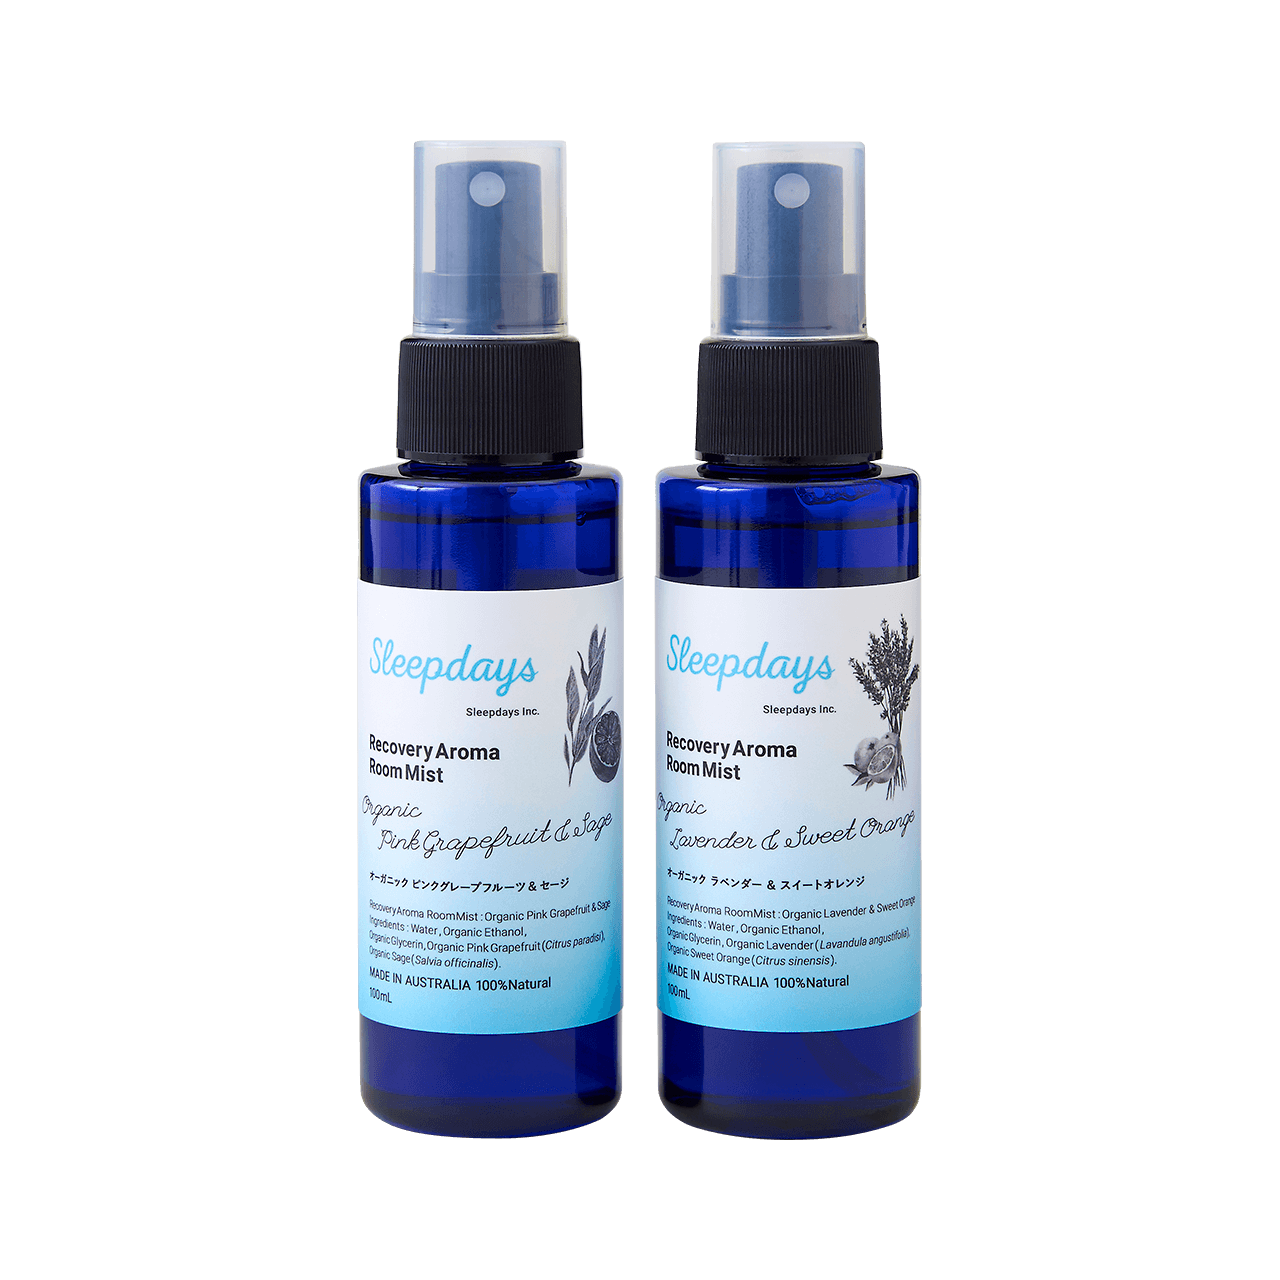 Sleepdays
Sleepdays Inc.
Recovery Aroma
Room Mist
Organic
Pink Grapefruit & Sage
オーガニック ピンクグレープフルーツ & セージ
Recovery Aroma RoomMist : Organic Pink Grapefruit & Sage
Ingredients : Water, Organic Ethanol,
Organic Glycerin, Organic Pink Grapefruit (Citrus paradisi),
Organic Sage (Salvia officinalis).
MADE IN AUSTRALIA 100%Natural
100mL
Sleepdays
Sleepdays Inc.
Recovery Aroma
Room Mist
Organic
Lavender & Sweet Orange
オーガニック ラベンダー & スイートオレンジ
Recovery Aroma RoomMist : Organic Lavender & Sweet Orange
Ingredients : Water, Organic Ethanol,
Organic Glycerin, Organic Lavender (Lavandula angustifolia),
Organic Sweet Orange (Citrus sinensis).
MADE IN AUSTRALIA 100%Natural
100mL